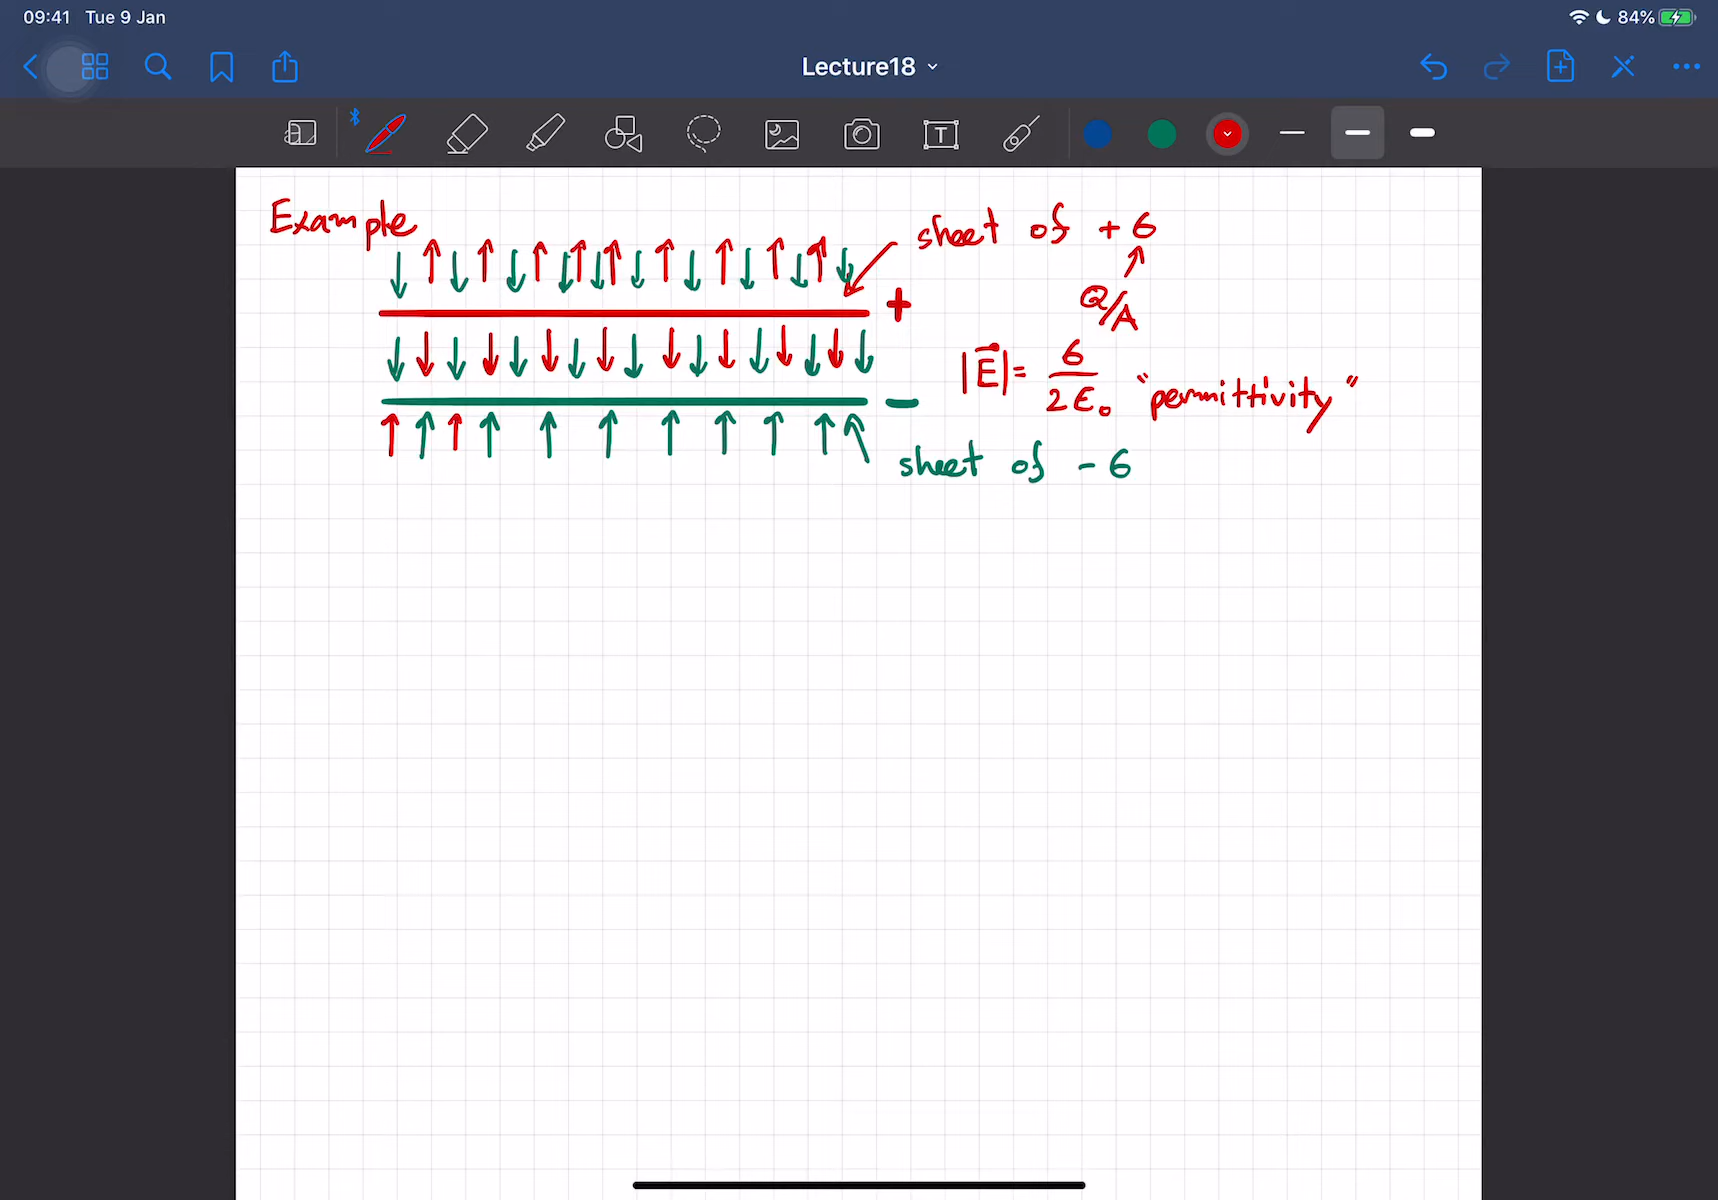 09:41 Tue 9 Jan 84%
Lecture18
T
Example
sheet of + σ
+
Q/A
|E⃗| = σ / 2ε₀ "permittivity"
−
sheet of - σ